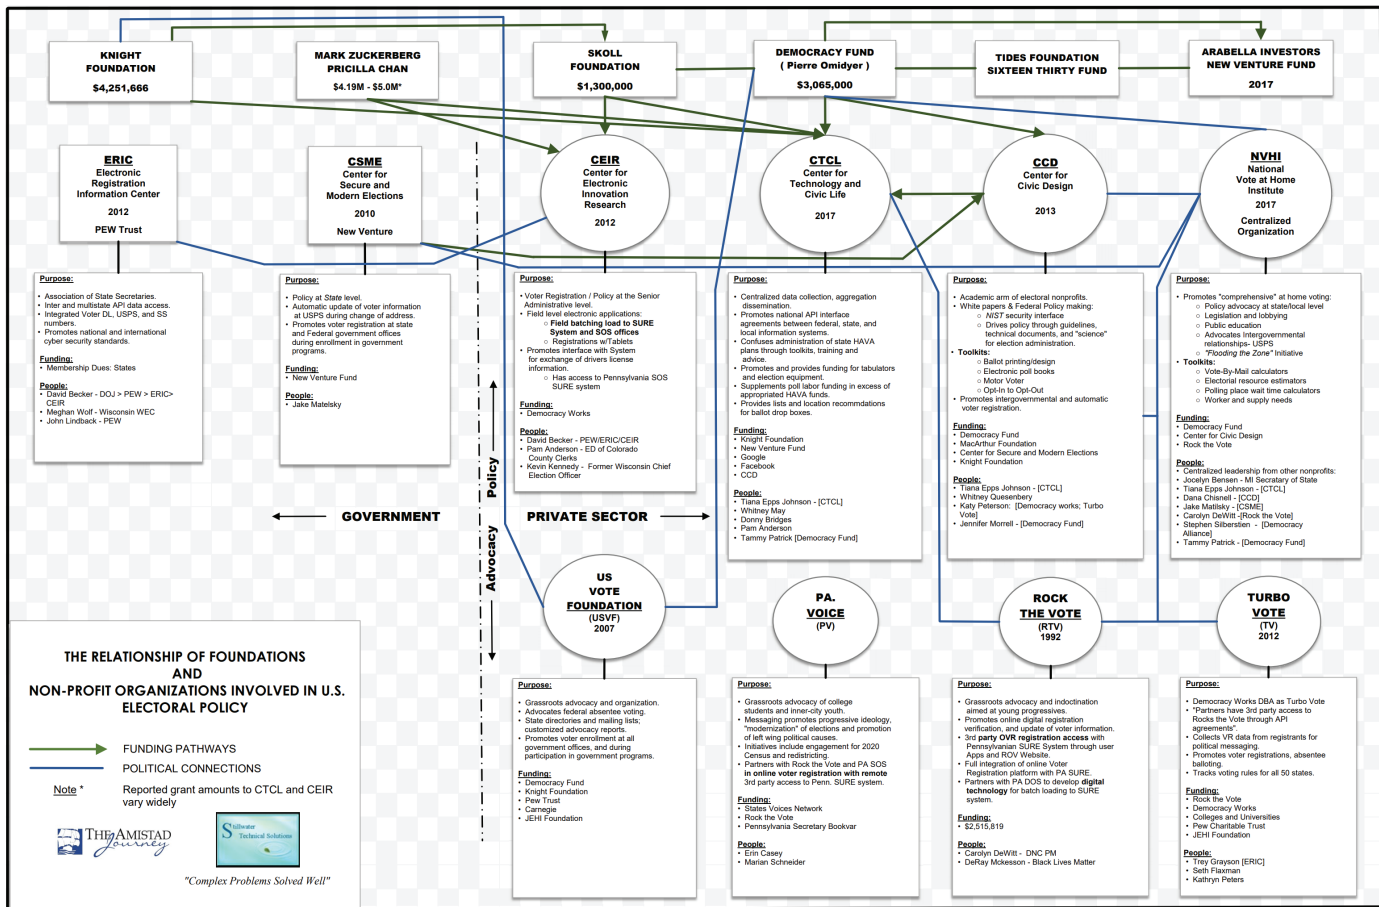 KNIGHT
FOUNDATION
$4,251,666
MARK ZUCKERBERG
PRICILLA CHAN
$4.19M - $5.0M*
SKOLL
FOUNDATION
$1,300,000
DEMOCRACY FUND
( Pierre Omidyer )
$3,065,000
TIDES FOUNDATION
SIXTEEN THIRTY FUND
ARABELLA INVESTORS
NEW VENTURE FUND
2017
ERIC
Electronic
Registration
Information Center
2012
PEW Trust
CSME
Center for
Secure and
Modern Elections
2010
New Venture
CEIR
Center for
Electronic
Innovation
Research
2012
CTCL
Center for
Technology and
Civic Life
2017
CCD
Center for
Civic Design
2013
NVHI
National
Vote at Home
Institute
2017
Centralized
Organization
Purpose:
• Association of State Secretaries.
• Inter and mutistate API data access.
• Integrated Voter DL, USPS, and SS
numbers.
• Promotes national and international
cyber security standards.
Funding:
• Membership Dues: States
People:
• David Becker - DOJ > PEW > ERIC>
CEIR
• Meghan Wolf - Wisconsin WEC
• John Lindback - PEW
Purpose:
• Policy at State level.
• Automatic update of voter information
at USPS during change of address.
• Promotes voter registration at state
and Federal government offices
during enrollment in government
programs.
Funding:
• New Venture Fund
People:
• Jake Matelsky
Purpose:
• Voter Registration / Policy at the Senior
Administrative level.
• Field level electronic applications:
○ Field batching load to SURE
System and SOS offices
○ Registrations w/Tablets
• Promotes interface with System
for exchange of rivers license
information.
○ Has access to Pennsylvania SOS
SURE system
Funding:
• Democracy Works
People:
• David Becker - PEW/ERIC/CEIR
• Pam Anderson - ED of Colorado
County Clerks
• Kevin Kennedy - Former Wisconsin Chief
Election Officer
Purpose:
• Centralized data collection, aggregation
dissemination.
• Promotes national API interface
agreements between federal, state, and
local information systems.
• Confuses administration of state HAVA
plans through toolkits, training and
advice.
• Promotes and provides funding for tabulators
and election equipment.
• Supplements poll labor funding in excess of
appropriated HAVA funds.
• Provides lists and location recommdations
for ballot drop boxes.
Funding:
• Knight Foundation
• New Venture Fund
• Google
• Facebook
• CCD
People:
• Tiana Epps Johnson - [CTCL]
• Whitney May
• Donny Bridges
• Pam Anderson
• Tammy Patrick [Democracy Fund]
Purpose:
• Academic arm of electoral nonprofits.
• White papers & Federal Policy making:
○ NIST security interface
○ Drives policy through guidelines,
technical documents, and "science"
for election administration.
• Toolkits:
○ Ballot printing/design
○ Electronic poll books
○ Motor Voter
○ Opt-In to Opt-Out
• Promotes intergovernmental and automatic
voter registration.
Funding:
• Democracy Fund
• MacArthur Foundation
• Center for Secure and Modern Elections
• Knight Foundation
People:
• Tiana Epps Johnson - [CTCL]
• Whitney Quesenbery
• Katy Peterson: [Democracy works; Turbo
Vote]
• Jennifer Morrell - [Democracy Fund]
Purpose:
• Promotes "comprehensive" at home voting:
○ Policy advocacy at state/local level
○ Legislation and lobbying
○ Public education
○ Advocates Intergovernmental
relationships- USPS
○ "Flooding the Zone" Initiative
• Toolkits:
○ Vote-By-Mail calculators
○ Electorial resource estimators
○ Polling place wait time calculators
○ Worker and supply needs
Funding:
• Democracy Fund
• Center for Civic Design
• Rock the Vote
People:
• Centralized leadership from other nonprofits:
• Jocelyn Bensen - MI Secratary of State
• Tiana Epps Johnson - [CTCL]
• Dana Chisnell - [CCD]
• Jake Matilsky - [CSME]
• Carolyn DeWitt -[Rock the Vote]
• Stephen Silberstien - [Democracy
Alliance]
• Tammy Patrick - [Democracy Fund]
Policy
Advocacy
GOVERNMENT
PRIVATE SECTOR
US
VOTE
FOUNDATION
(USVF)
2007
PA.
VOICE
(PV)
ROCK
THE VOTE
(RTV)
1992
TURBO
VOTE
(TV)
2012
Purpose:
• Grassroots advocacy and organization.
• Advocates federal absentee voting.
• State directories and mailing lists;
customized advocacy reports.
• Promotes voter enrollment at all
government offices, and during
participation in government programs.
Funding:
• Democracy Fund
• Knight Foundation
• Pew Trust
• Carnegie
• JEHI Foundation
Purpose:
• Grassroots advocacy of college
students and inner-city youth.
• Messaging promotes progressive ideology,
"modernization" of elections and promotion
of left wing political causes.
• Initiatives include engagement for 2020
Census and redistricting.
• Partners with Rock the Vote and PA SOS
in online voter registration with remote
3rd party access to Penn. SURE system.
Funding:
• States Voices Network
• Rock the Vote
• Pennsylvania Secretary Bookvar
People:
• Erin Casey
• Marian Schneider
Purpose:
• Grassroots advocacy and indoctination
aimed at young progressives.
• Promotes online digital registration
verification, and update of voter information.
• 3rd party OVR registration access with
Pennsylvanian SURE System through user
Apps and ROV Website.
• Full integration of online Voter
Registration platform with PA SURE.
• Partners with PA DOS to develop digital
technology for batch loading to SURE
system.
Funding:
• $2,515,819
People:
• Carolyn DeWitt - DNC PM
• DeRay Mckesson - Black Lives Matter
Purpose:
• Democracy Works DBA as Turbo Vote
• "Partners have 3rd party access to
Rocks the Vote through API
agreements".
• Collects VR data from registrants for
political messaging.
• Promotes voter registrations, absentee
balloting.
• Tracks voting rules for all 50 states.
Funding:
• Rock the Vote
• Democracy Works
• Colleges and Universities
• Pew Charitable Trust
• JEHI Foundation
People:
• Trey Grayson [ERIC]
• Seth Flaxman
• Kathryn Peters
THE RELATIONSHIP OF FOUNDATIONS
AND
NON-PROFIT ORGANIZATIONS INVOLVED IN U.S.
ELECTORAL POLICY
FUNDING PATHWAYS
POLITICAL CONNECTIONS
Note * Reported grant amounts to CTCL and CEIR
vary widely
THE AMISTAD
Journey
Stillwater
Technical Solutions
"Complex Problems Solved Well"